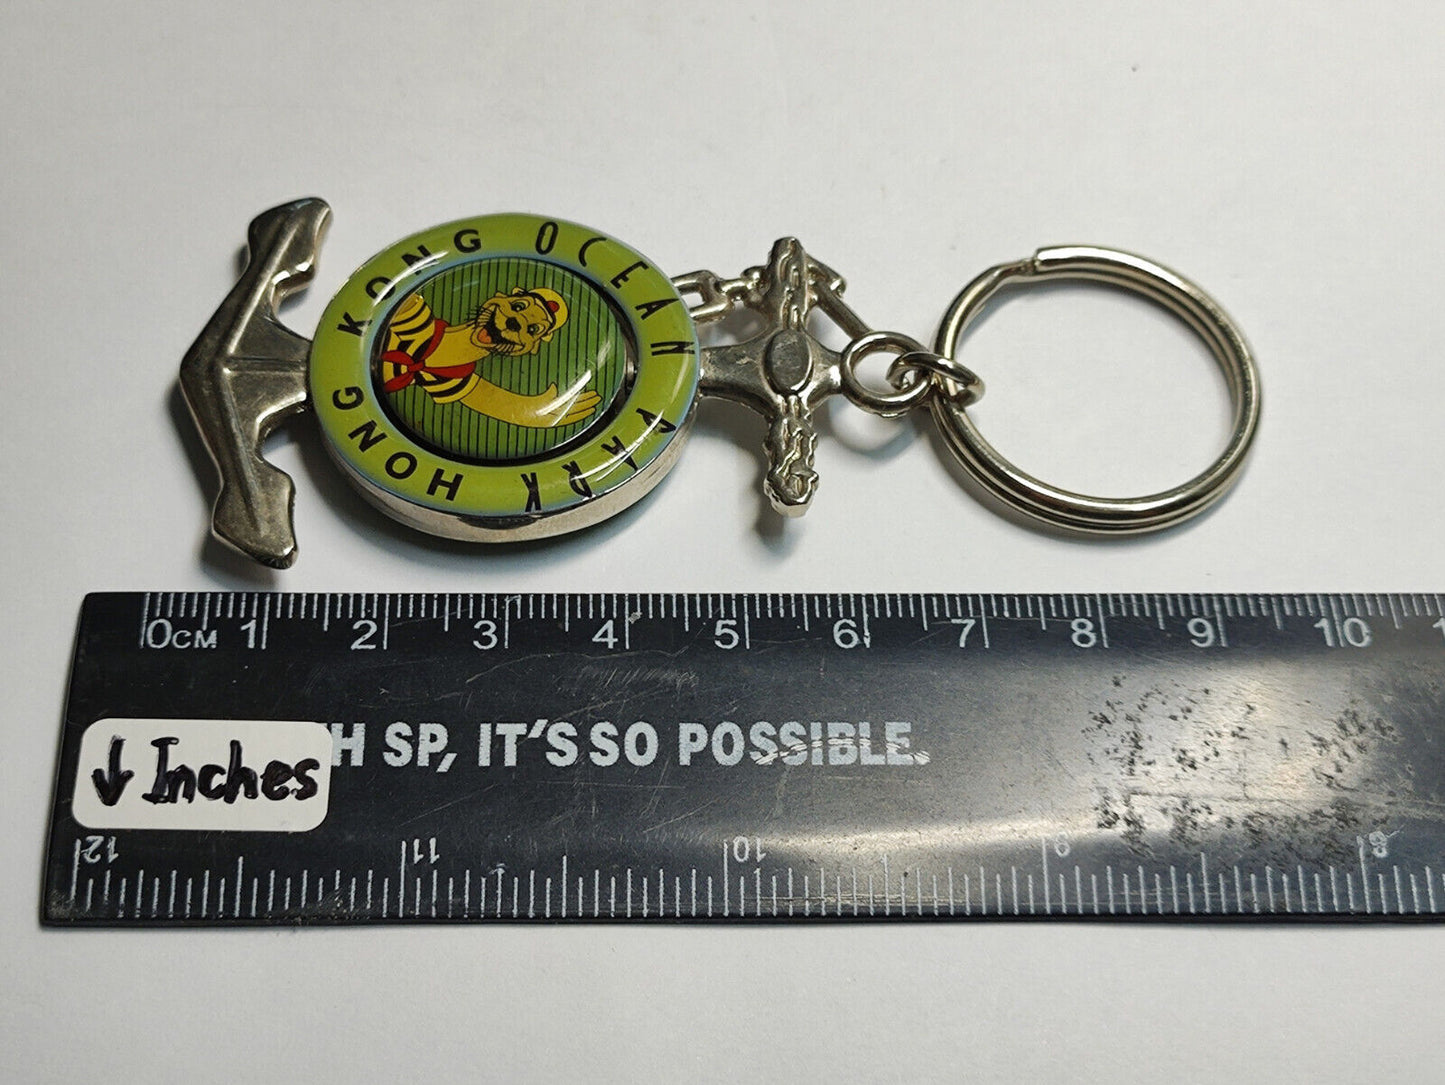 HONG KONG OCEAN PARK
0CM 1 2 3 4 5 6 7 8 9 10
H SP, IT'S SO POSSIBLE.
↓ Inches
12 11 10 9 8